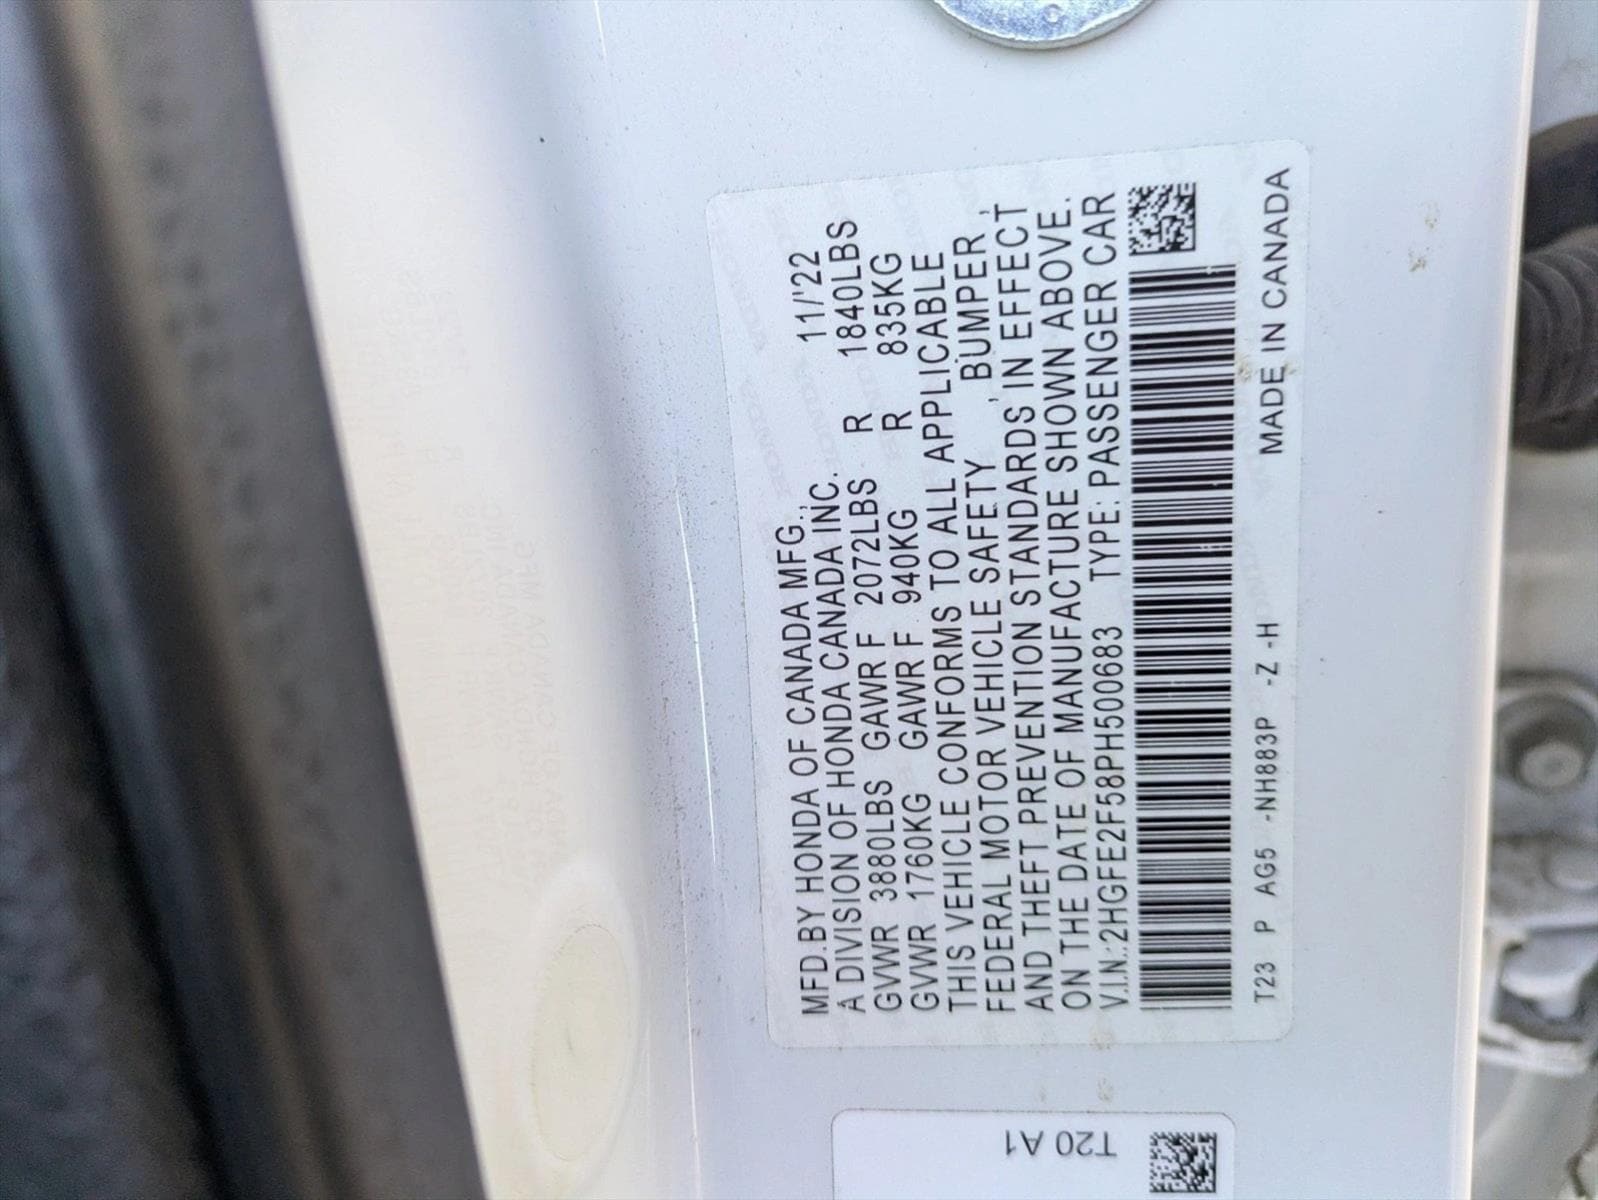 MFD.BY HONDA OF CANADA MFG., 11/'22
A DIVISION OF HONDA CANADA INC.
GVWR 3880LBS GAWR F 2072LBS R 1840LBS
GVWR 1760KG GAWR F 940KG R 835KG
THIS VEHICLE CONFORMS TO ALL APPLICABLE
FEDERAL MOTOR VEHICLE SAFETY , BUMPER ,
AND THEFT PREVENTION STANDARDS IN EFFECT
ON THE DATE OF MANUFACTURE SHOWN ABOVE.
V.I.N.:2HGFE2F58PH500683 TYPE: PASSENGER CAR
T23 P AG5 -NH883P -Z -H MADE IN CANADA
T20 A1